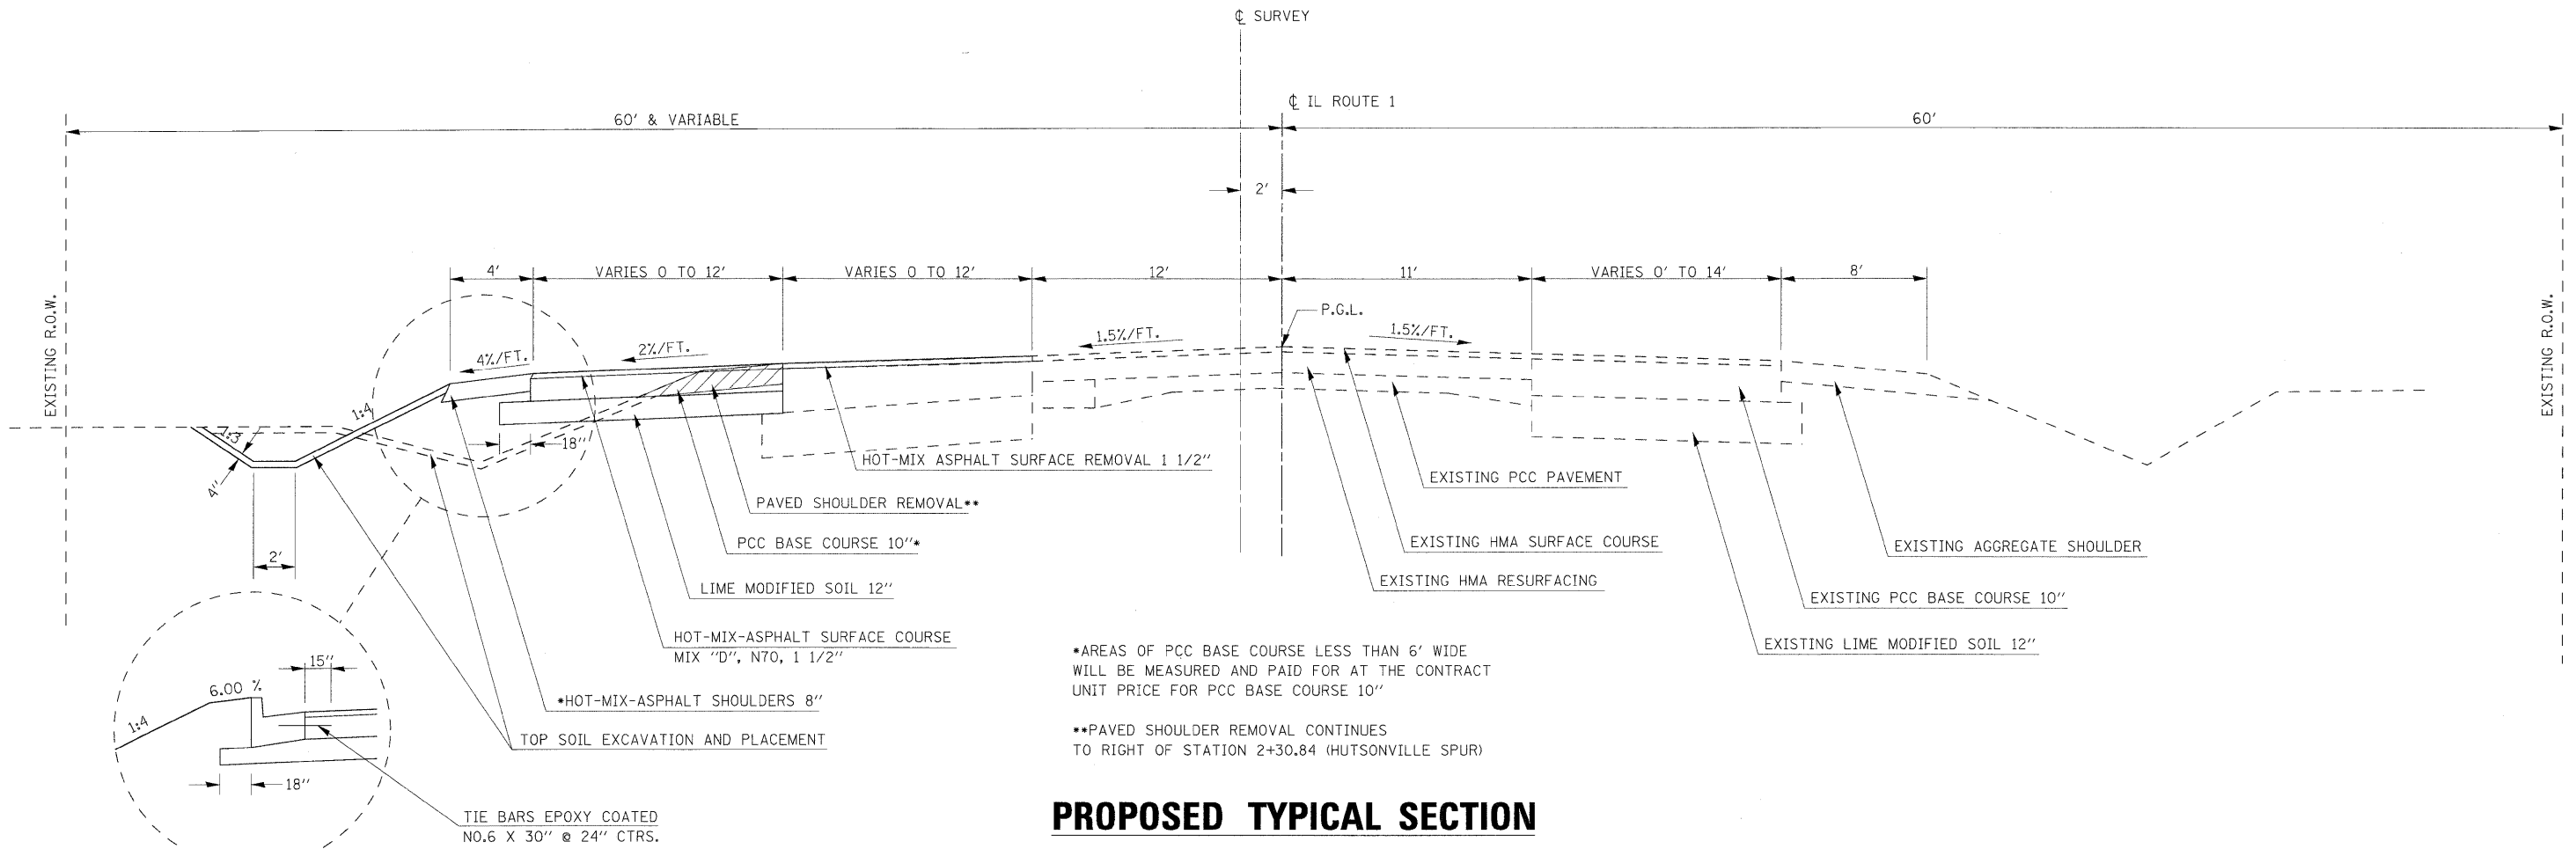 ℄ SURVEY
℄ IL ROUTE 1
60' & VARIABLE
60'
2'
EXISTING R.O.W.
4'
VARIES 0 TO 12'
VARIES 0 TO 12'
12'
11'
VARIES 0' TO 14'
8'
EXISTING R.O.W.
P.G.L.
4%/FT.
2%/FT.
1.5%/FT.
1.5%/FT.
1:4
1:3
4"
2'
18"
HOT-MIX ASPHALT SURFACE REMOVAL 1 1/2"
PAVED SHOULDER REMOVAL**
PCC BASE COURSE 10"*
LIME MODIFIED SOIL 12"
HOT-MIX-ASPHALT SURFACE COURSE
MIX "D", N70, 1 1/2"
*HOT-MIX-ASPHALT SHOULDERS 8"
TOP SOIL EXCAVATION AND PLACEMENT
EXISTING PCC PAVEMENT
EXISTING HMA SURFACE COURSE
EXISTING HMA RESURFACING
EXISTING AGGREGATE SHOULDER
EXISTING PCC BASE COURSE 10"
EXISTING LIME MODIFIED SOIL 12"
15"
6.00 %
1:4
18"
TIE BARS EPOXY COATED
NO.6 X 30" @ 24" CTRS.
*AREAS OF PCC BASE COURSE LESS THAN 6' WIDE
WILL BE MEASURED AND PAID FOR AT THE CONTRACT
UNIT PRICE FOR PCC BASE COURSE 10"
**PAVED SHOULDER REMOVAL CONTINUES
TO RIGHT OF STATION 2+30.84 (HUTSONVILLE SPUR)
PROPOSED TYPICAL SECTION